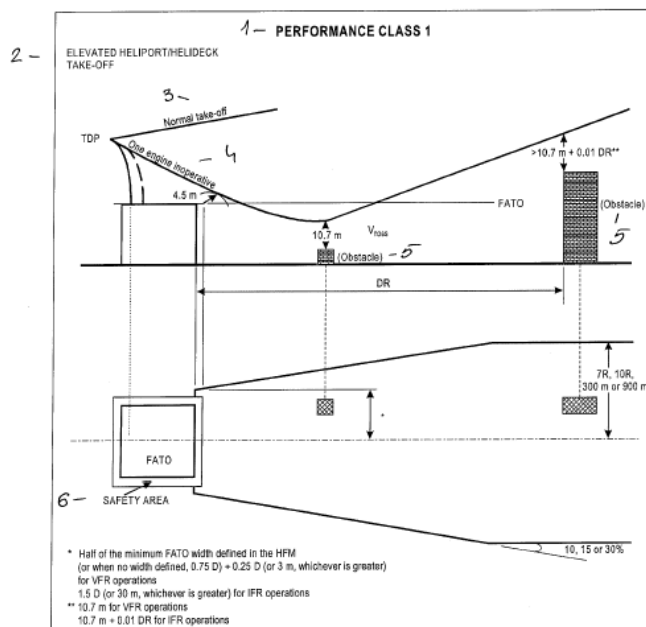 1 - PERFORMANCE CLASS 1
2 - ELEVATED HELIPORT/HELIDECK
TAKE-OFF
3 -
Normal take-off
TDP
One engine inoperative
- 4
4.5 m
>10.7 m + 0.01 DR**
FATO
(Obstacle)
5
10.7 m
Vtoss
(Obstacle) - 5
DR
7R, 10R,
300 m or 900 m
*
FATO
6 - SAFETY AREA
10, 15 or 30%
* Half of the minimum FATO width defined in the HFM
(or when no width defined, 0.75 D) + 0.25 D (or 3 m, whichever is greater)
for VFR operations
1.5 D (or 30 m, whichever is greater) for IFR operations
** 10.7 m for VFR operations
10.7 m + 0.01 DR for IFR operations